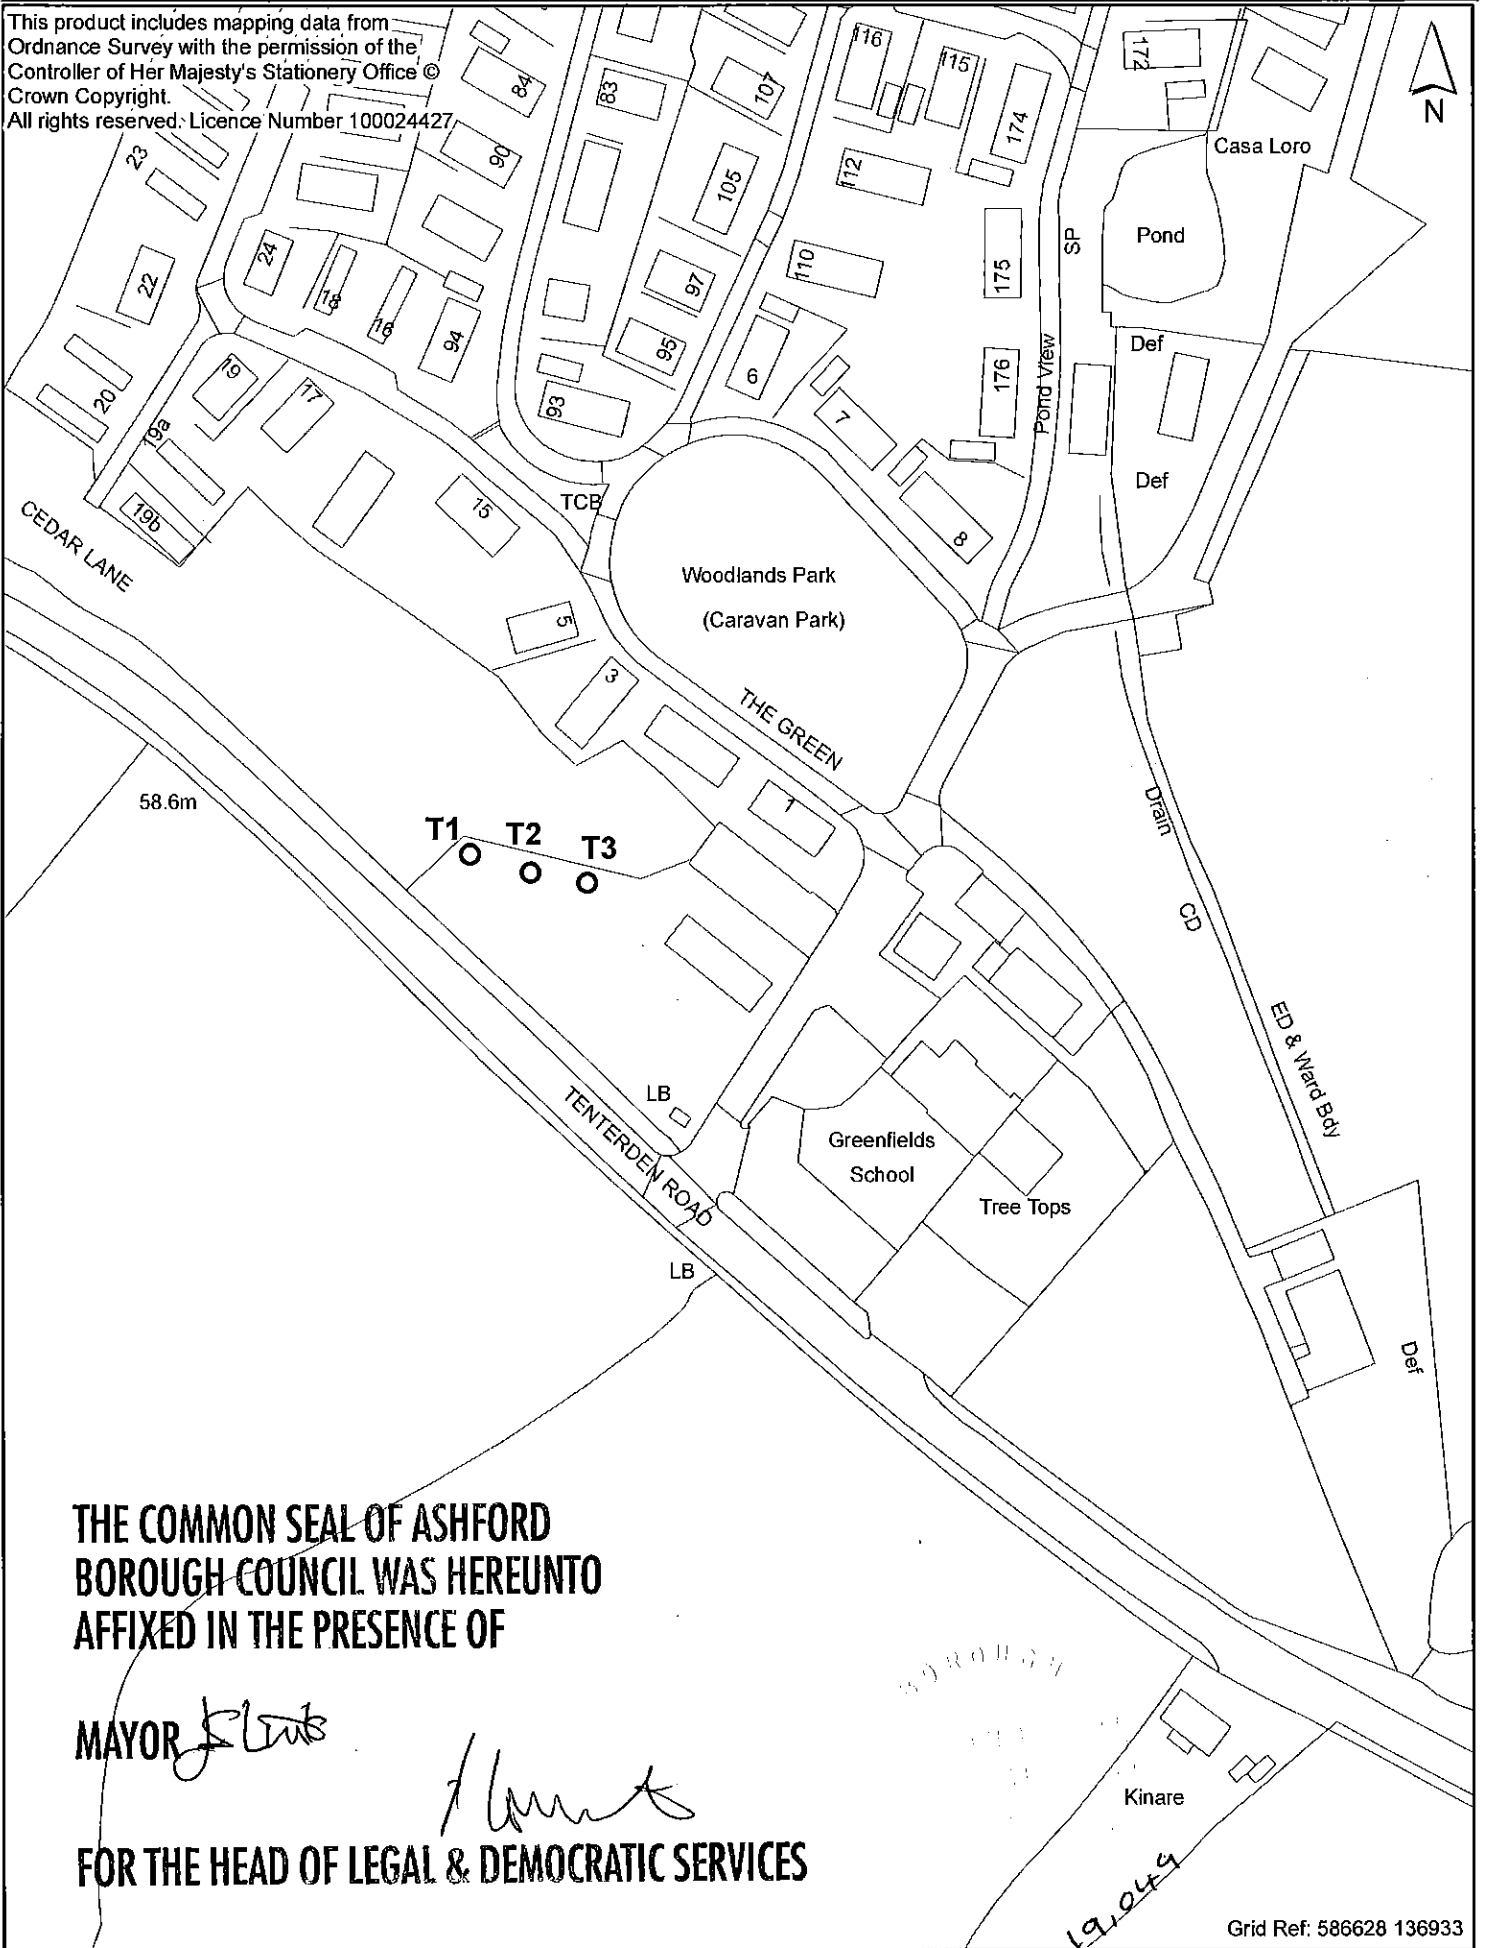 This product includes mapping data from
Ordnance Survey with the permission of the
Controller of Her Majesty's Stationery Office ©
Crown Copyright.
All rights reserved. Licence Number 100024427
N
84
83
107
116
115
174
172
Casa Loro
23
90
105
112
SP
Pond
22
24
18
16
94
97
95
110
175
Def
6
176
Pond View
20
19
17
93
7
19a
19b
15
TCB
8
Def
CEDAR LANE
Woodlands Park
(Caravan Park)
5
3
THE GREEN
58.6m
1
Drain
T1
T2
T3
CD
ED & Ward Bdy
LB
TENTERDEN ROAD
Greenfields
School
Tree Tops
LB
Def
THE COMMON SEAL OF ASHFORD
BOROUGH COUNCIL WAS HEREUNTO
AFFIXED IN THE PRESENCE OF
BOROUGH
MAYOR
Kinare
FOR THE HEAD OF LEGAL & DEMOCRATIC SERVICES
19,049
Grid Ref: 586628 136933